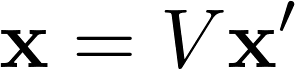 𝐱 = V𝐱′